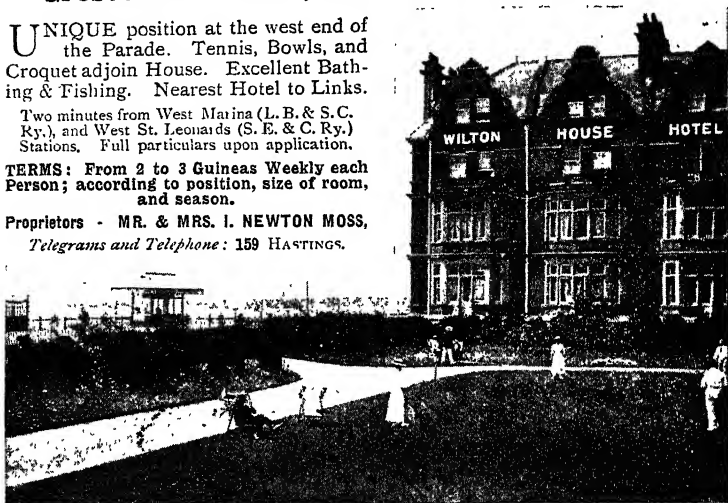 UNIQUE position at the west end of
the Parade. Tennis, Bowls, and
Croquet adjoin House. Excellent Bath-
ing & Fishing. Nearest Hotel to Links.
Two minutes from West Marina (L. B. & S. C.
Ry.), and West St. Leonards (S. E. & C. Ry.)
Stations. Full particulars upon application.
TERMS: From 2 to 3 Guineas Weekly each
Person; according to position, size of room,
and season.
Proprietors - MR. & MRS. I. NEWTON MOSS,
Telegrams and Telephone: 159 HASTINGS.
WILTON HOUSE HOTEL